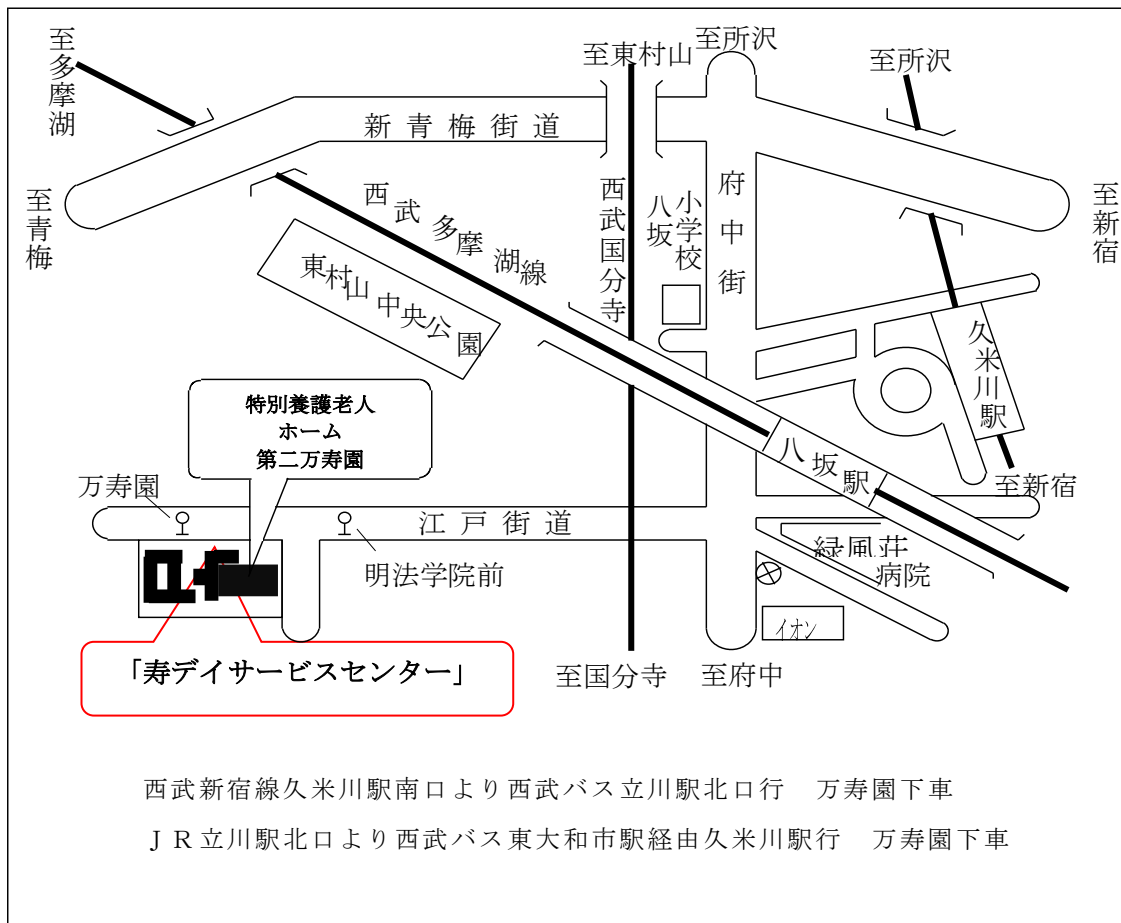 至所沢
至東村山
至所沢
至多摩湖
新青梅街道
至青梅
西武多摩湖線
西武国分寺
八坂
小学校
府中街
至新宿
東村山中央公園
久米川駅
特別養護老人
ホーム
第二万寿園
八坂駅
至新宿
万寿園
江戸街道
緑風荘
病院
明法学院前
イオン
「寿デイサービスセンター」
至国分寺
至府中
西武新宿線久米川駅南口より西武バス立川駅北口行　万寿園下車
ＪＲ立川駅北口より西武バス東大和市駅経由久米川駅行　万寿園下車